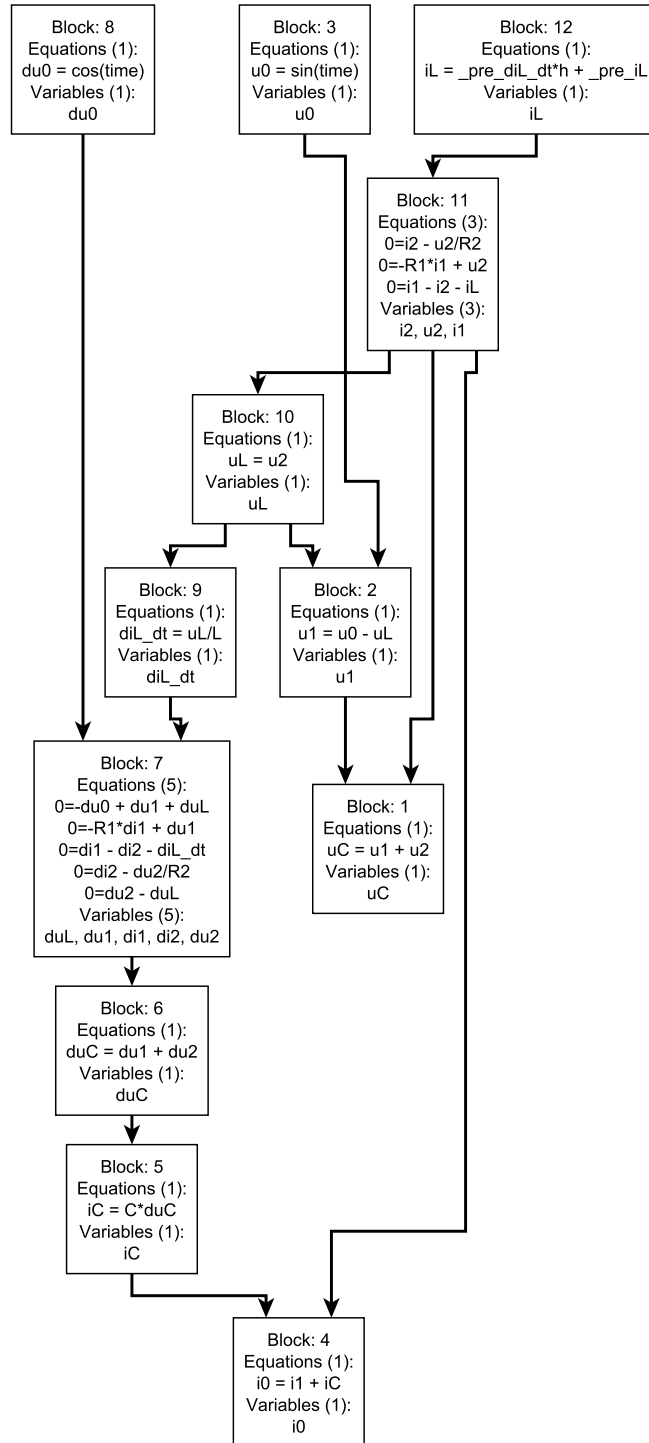 Block: 8
Equations (1):
du0 = cos(time)
Variables (1):
du0
Block: 3
Equations (1):
u0 = sin(time)
Variables (1):
u0
Block: 12
Equations (1):
iL = _pre_diL_dt*h + _pre_iL
Variables (1):
iL
Block: 11
Equations (3):
0=i2 - u2/R2
0=-R1*i1 + u2
0=i1 - i2 - iL
Variables (3):
i2, u2, i1
Block: 10
Equations (1):
uL = u2
Variables (1):
uL
Block: 9
Equations (1):
diL_dt = uL/L
Variables (1):
diL_dt
Block: 2
Equations (1):
u1 = u0 - uL
Variables (1):
u1
Block: 7
Equations (5):
0=-du0 + du1 + duL
0=-R1*di1 + du1
0=di1 - di2 - diL_dt
0=di2 - du2/R2
0=du2 - duL
Variables (5):
duL, du1, di1, di2, du2
Block: 1
Equations (1):
uC = u1 + u2
Variables (1):
uC
Block: 6
Equations (1):
duC = du1 + du2
Variables (1):
duC
Block: 5
Equations (1):
iC = C*duC
Variables (1):
iC
Block: 4
Equations (1):
i0 = i1 + iC
Variables (1):
i0